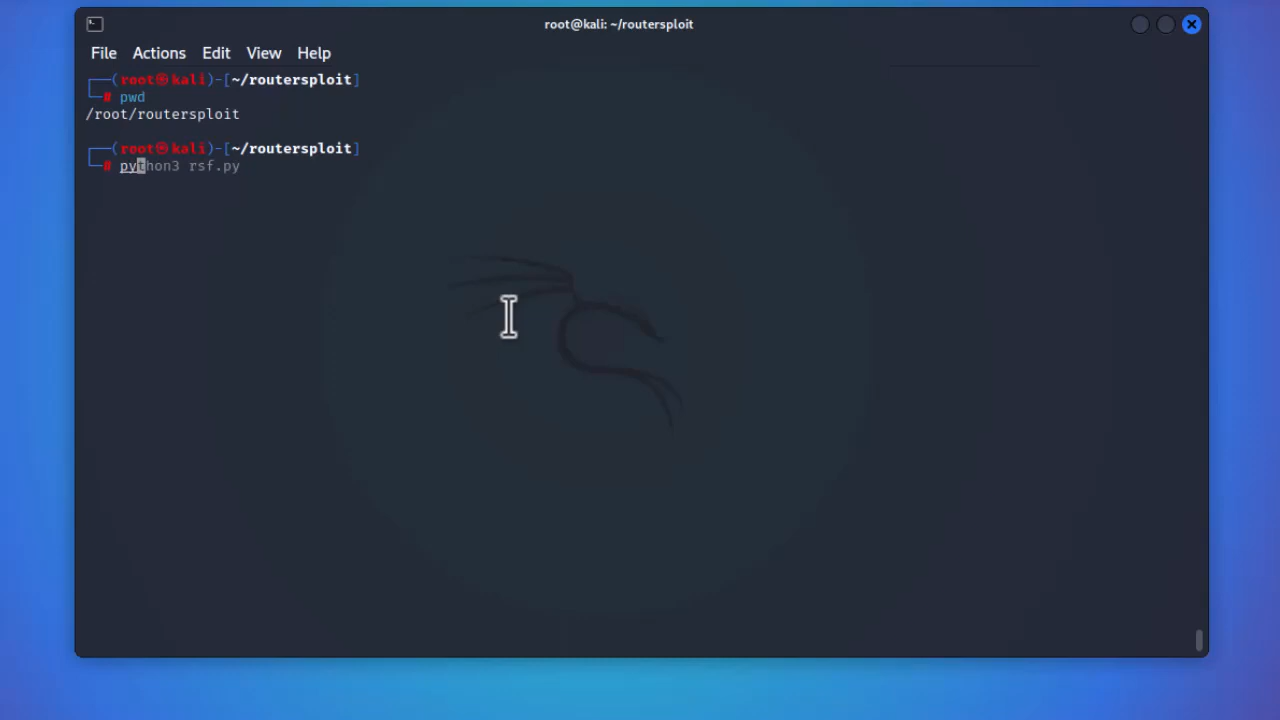 root@kali: ~/routersploit
File Actions Edit View Help
┌──(root㉿kali)-[~/routersploit]
└─# pwd
/root/routersploit
┌──(root㉿kali)-[~/routersploit]
└─# python3 rsf.py